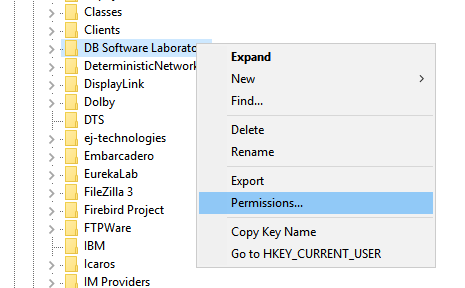 Classes
Clients
DB Software Laborato
DeterministicNetwork
DisplayLink
Dolby
DTS
ej-technologies
Embarcadero
EurekaLab
FileZilla 3
Firebird Project
FTPWare
IBM
Icaros
IM Providers
Expand
New
Find...
Delete
Rename
Export
Permissions...
Copy Key Name
Go to HKEY_CURRENT_USER